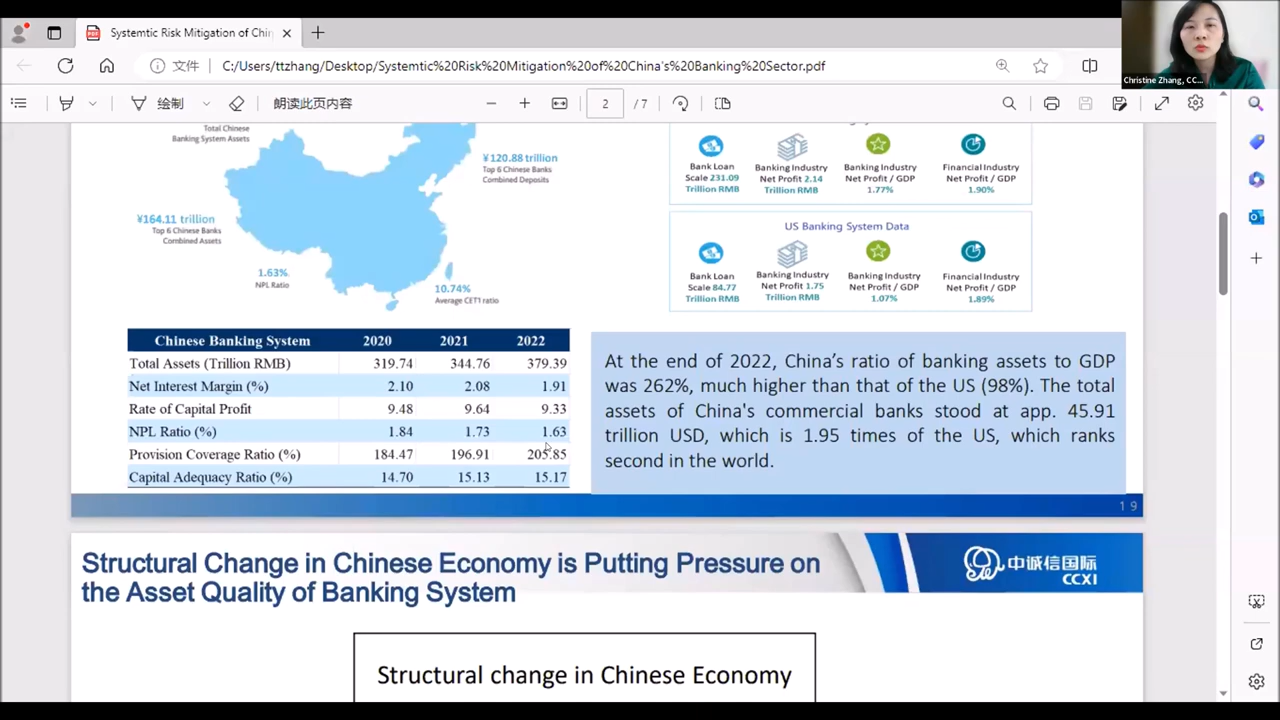 Systemtic Risk Mitigation of Chi
文件
C:/Users/ttzhang/Desktop/Systemtic%20Risk%20Mitigation%20of%20China's%20Banking%20Sector.pdf
Christine Zhang, CC...
绘制
朗读此页内容
2
/ 7
Total Chinese
Banking System Assets
¥120.88 trillion
Top 6 Chinese Banks
Combined Deposits
¥164.11 trillion
Top 6 Chinese Banks
Combined Assets
1.63%
NPL Ratio
10.74%
Average CET1 ratio
Bank Loan
Scale 231.09
Trillion RMB
Banking Industry
Net Profit 2.14
Trillion RMB
Banking Industry
Net Profit / GDP
1.77%
Financial Industry
Net Profit / GDP
1.90%
US Banking System Data
Bank Loan
Scale 84.77
Trillion RMB
Banking Industry
Net Profit 1.75
Trillion RMB
Banking Industry
Net Profit / GDP
1.07%
Financial Industry
Net Profit / GDP
1.89%
Chinese Banking System 2020 2021 2022
Total Assets (Trillion RMB) 319.74 344.76 379.39
Net Interest Margin (%) 2.10 2.08 1.91
Rate of Capital Profit 9.48 9.64 9.33
NPL Ratio (%) 1.84 1.73 1.63
Provision Coverage Ratio (%) 184.47 196.91 205.85
Capital Adequacy Ratio (%) 14.70 15.13 15.17
At the end of 2022, China's ratio of banking assets to GDP
was 262%, much higher than that of the US (98%). The total
assets of China's commercial banks stood at app. 45.91
trillion USD, which is 1.95 times of the US, which ranks
second in the world.
19
Structural Change in Chinese Economy is Putting Pressure on
the Asset Quality of Banking System
中诚信国际
CCXI
Structural change in Chinese Economy